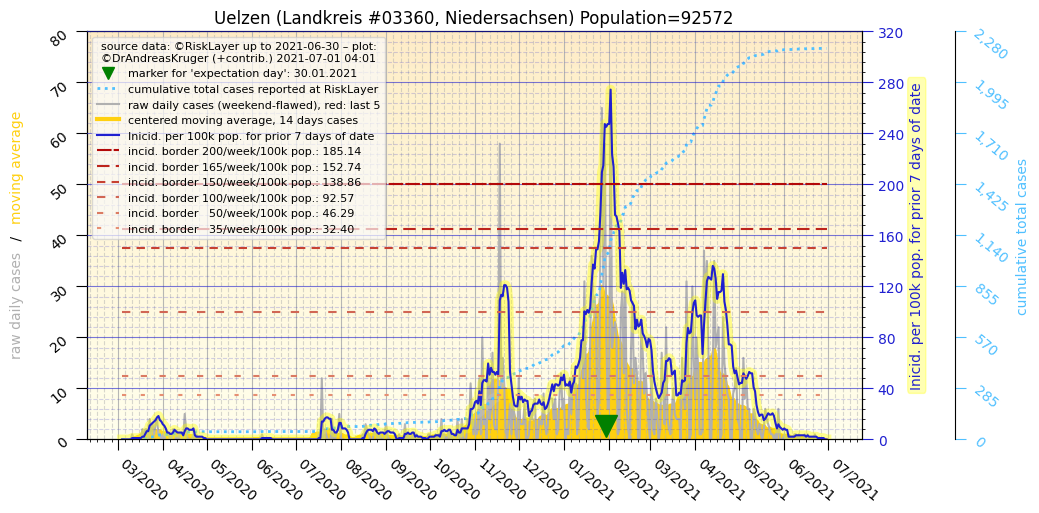 Uelzen (Landkreis #03360, Niedersachsen) Population=92572
source data: ©RiskLayer up to 2021-06-30 – plot:
©DrAndreasKruger (+contrib.) 2021-07-01 04:01
marker for 'expectation day': 30.01.2021
cumulative total cases reported at RiskLayer
raw daily cases (weekend-flawed), red: last 5
centered moving average, 14 days cases
Inicid. per 100k pop. for prior 7 days of date
incid. border 200/week/100k pop.: 185.14
incid. border 165/week/100k pop.: 152.74
incid. border 150/week/100k pop.: 138.86
incid. border 100/week/100k pop.: 92.57
incid. border 50/week/100k pop.: 46.29
incid. border 35/week/100k pop.: 32.40
raw daily cases / moving average
80
70
60
50
40
30
20
10
0
03/2020
04/2020
05/2020
06/2020
07/2020
08/2020
09/2020
10/2020
11/2020
12/2020
01/2021
02/2021
03/2021
04/2021
05/2021
06/2021
07/2021
320
280
240
200
160
120
80
40
0
Inicid. per 100k pop. for prior 7 days of date
2,280
1,995
1,710
1,425
1,140
855
570
285
0
cumulative total cases